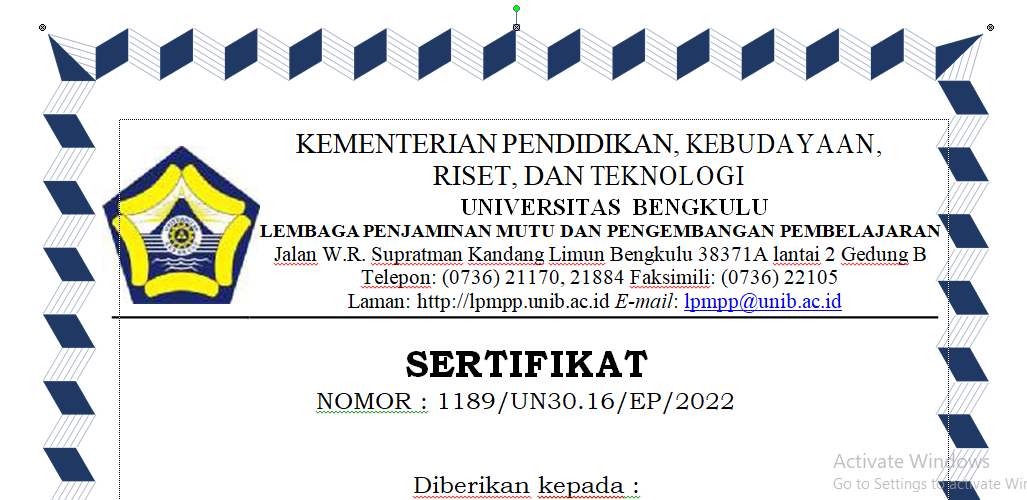 KEMENTERIAN PENDIDIKAN, KEBUDAYAAN,
RISET, DAN TEKNOLOGI
UNIVERSITAS BENGKULU
LEMBAGA PENJAMINAN MUTU DAN PENGEMBANGAN PEMBELAJARAN
Jalan W.R. Supratman Kandang Limun Bengkulu 38371A lantai 2 Gedung B
Telepon: (0736) 21170, 21884 Faksimili: (0736) 22105
Laman: http://lpmpp.unib.ac.id E-mail: lpmpp@unib.ac.id
SERTIFIKAT
NOMOR : 1189/UN30.16/EP/2022
Diberikan kepada :
Activate Windows
Go to Settings to activate Win